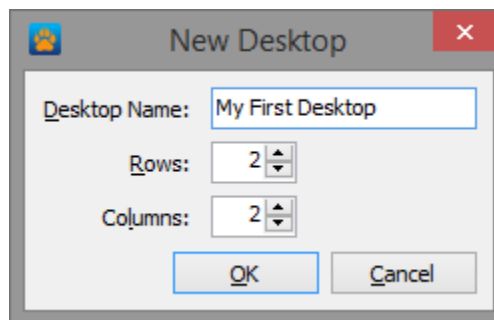 New Desktop
Desktop Name: My First Desktop
Rows: 2
Columns: 2
OK Cancel